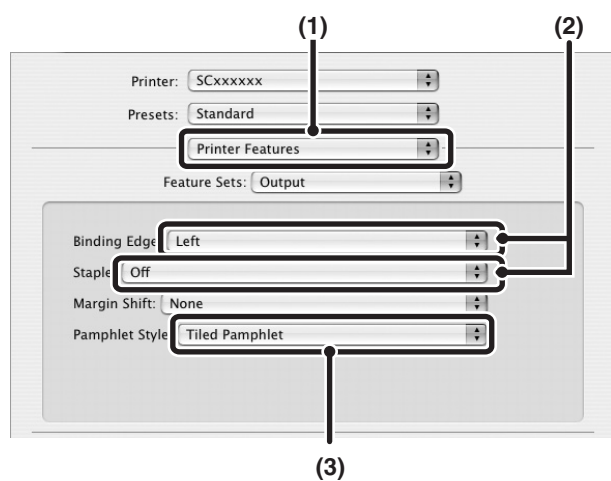 (1) (2)
Printer: SCxxxxxx
Presets: Standard
Printer Features
Feature Sets: Output
Binding Edge Left
Staple Off
Margin Shift: None
Pamphlet Style Tiled Pamphlet
(3)